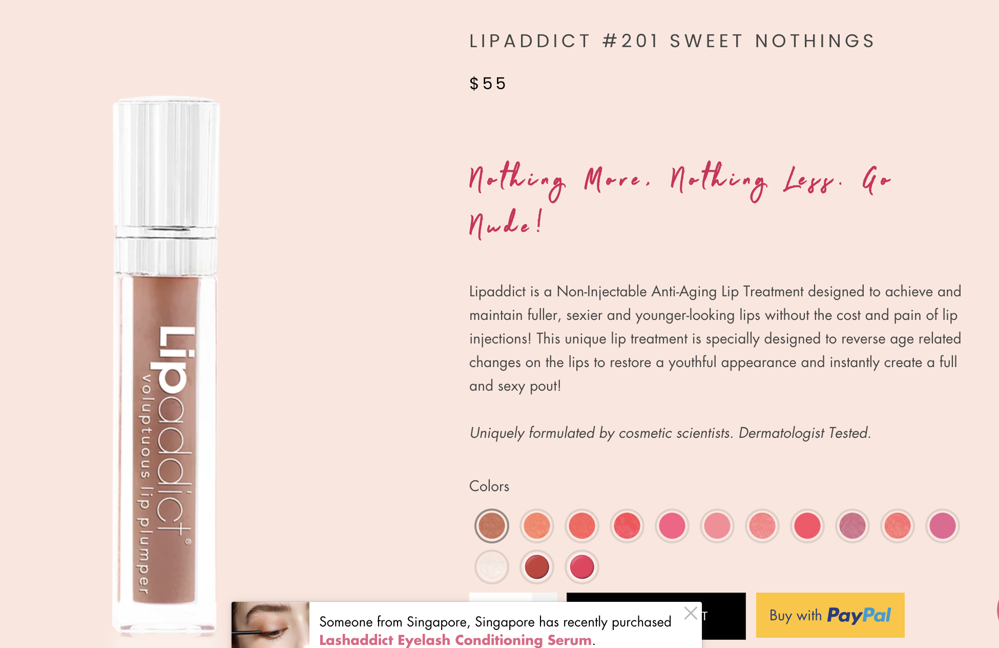 LIPADDICT #201 SWEET NOTHINGS
$55
Nothing More, Nothing Less. Go
Nude!
Lipaddict is a Non-Injectable Anti-Aging Lip Treatment designed to achieve and
maintain fuller, sexier and younger-looking lips without the cost and pain of lip
injections! This unique lip treatment is specially designed to reverse age related
changes on the lips to restore a youthful appearance and instantly create a full
and sexy pout!
Uniquely formulated by cosmetic scientists. Dermatologist Tested.
Colors
T
Buy with PayPal
Someone from Singapore, Singapore has recently purchased
Lashaddict Eyelash Conditioning Serum.
Lipaddict®
voluptuous lip plumper